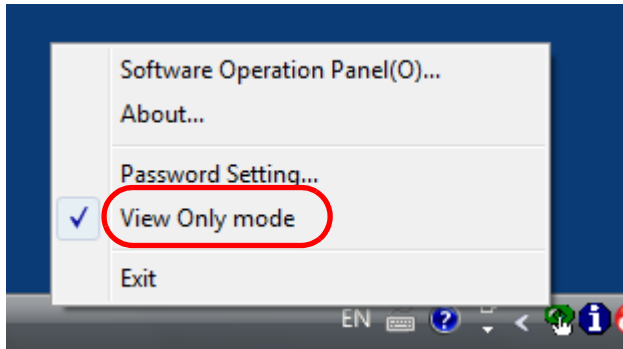 Software Operation Panel(O)...
About...
Password Setting...
View Only mode
Exit
EN